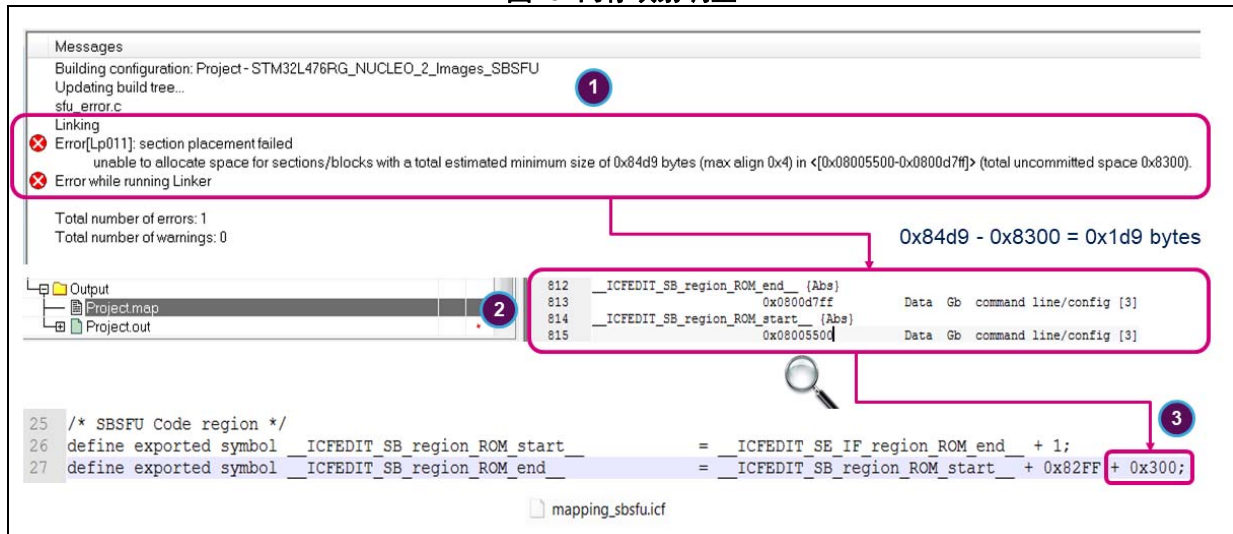 Messages
Building configuration: Project - STM32L476RG_NUCLEO_2_Images_SBSFU
Updating build tree...
sfu_error.c
Linking
Error[Lp011]: section placement failed
unable to allocate space for sections/blocks with a total estimated minimum size of 0x84d9 bytes (max align 0x4) in <[0x08005500-0x0800d7ff]> (total uncommitted space 0x8300).
Error while running Linker
Total number of errors: 1
Total number of warnings: 0
1
0x84d9 - 0x8300 = 0x1d9 bytes
Output
Project.map
Project.out
2
812 __ICFEDIT_SB_region_ROM_end__ {Abs}
813 0x0800d7ff Data Gb command line/config [3]
814 __ICFEDIT_SB_region_ROM_start__ {Abs}
815 0x08005500 Data Gb command line/config [3]
3
25 /* SBSFU Code region */
26 define exported symbol __ICFEDIT_SB_region_ROM_start__ = __ICFEDIT_SE_IF_region_ROM_end__ + 1;
27 define exported symbol __ICFEDIT_SB_region_ROM_end__ = __ICFEDIT_SB_region_ROM_start__ + 0x82FF + 0x300;
mapping_sbsfu.icf